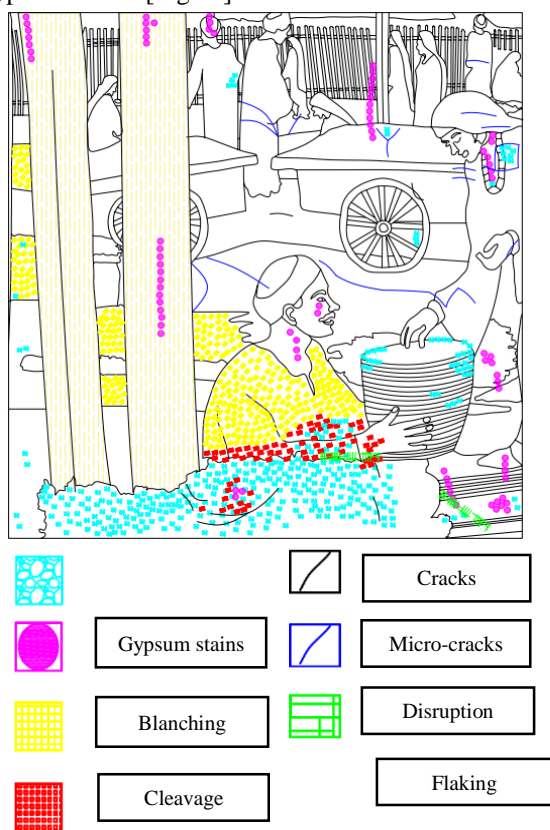 Cracks
Gypsum stains
Micro-cracks
Blanching
Disruption
Cleavage
Flaking